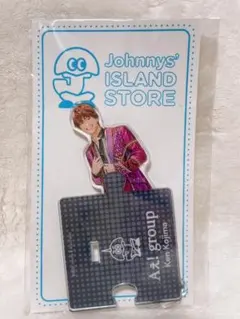 Johnnys'
ISLAND
STORE
Aぇ! group
Ken Kojima